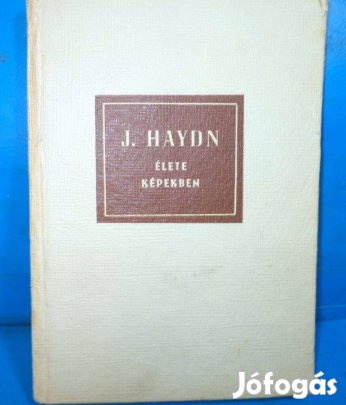 J. HAYDN
ÉLETE
KÉPEKBEN
Jófogás